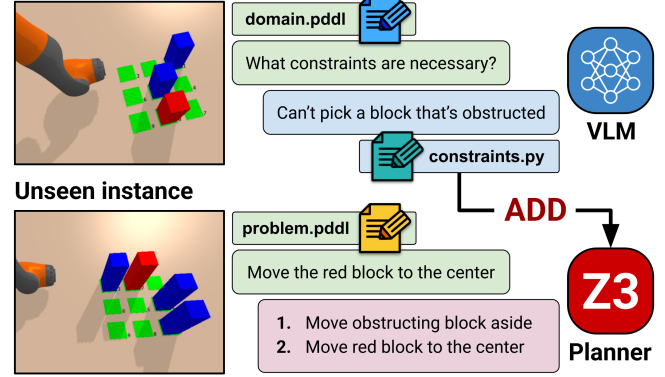 domain.pddl
What constraints are necessary?
Can't pick a block that's obstructed
VLM
constraints.py
Unseen instance
ADD
problem.pddl
Move the red block to the center
Z3
1. Move obstructing block aside
2. Move red block to the center
Planner